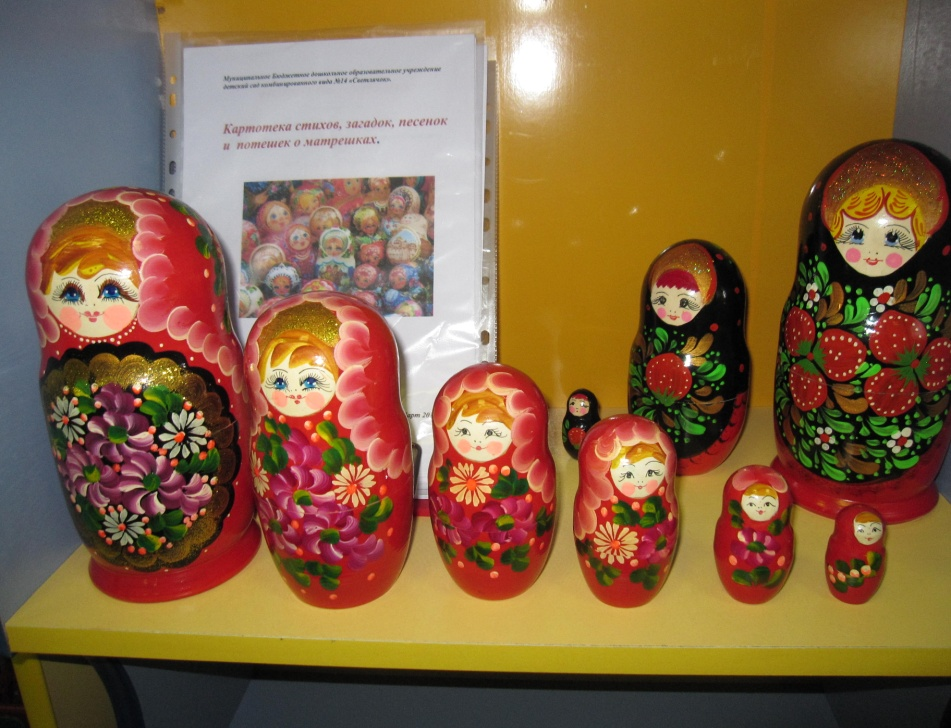 Муниципальное Бюджетное дошкольное образовательное учреждение
детский сад комбинированного вида №14 «Светлячок».
Картотека стихов, загадок, песенок
и потешек о матрешках.